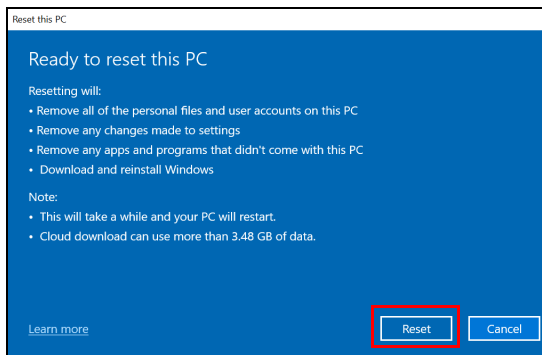 Reset this PC
Ready to reset this PC
Resetting will:
• Remove all of the personal files and user accounts on this PC
• Remove any changes made to settings
• Remove any apps and programs that didn't come with this PC
• Download and reinstall Windows
Note:
• This will take a while and your PC will restart.
• Cloud download can use more than 3.48 GB of data.
Learn more
Reset
Cancel